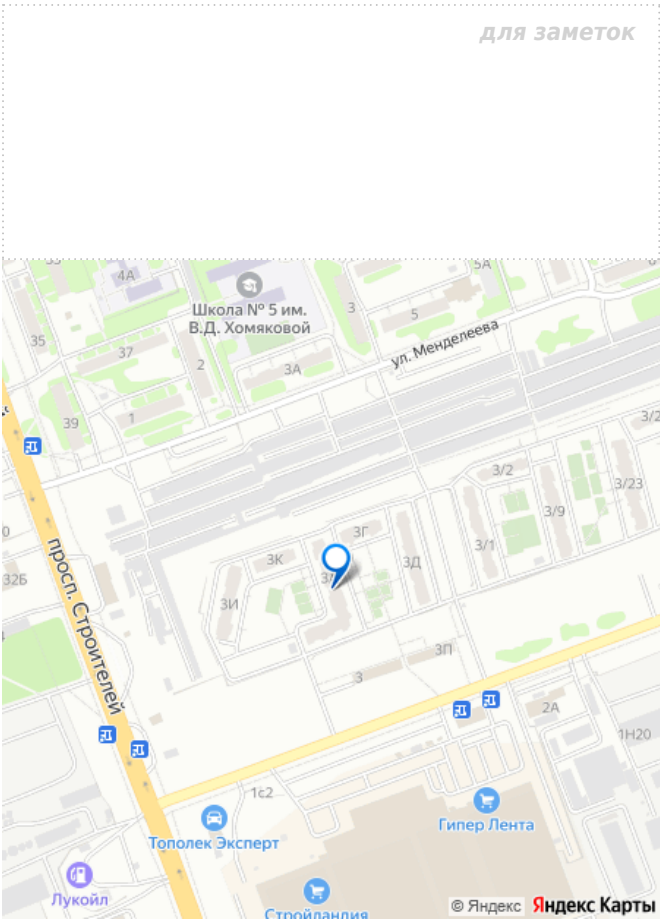 для заметок
4А
5А
Школа № 5 им.
В.Д. Хомяковой
3
5
35
37
2
3А
ул. Менделеева
1
39
3/2
3/23
3/9
3/1
3Г
3К
3Д
3И
32Б
просп. Строителей
3П
3
2А
1Н20
1с2
Гипер Лента
Тополек Эксперт
Лукойл
Стройландия
© Яндекс Яндекс Карты